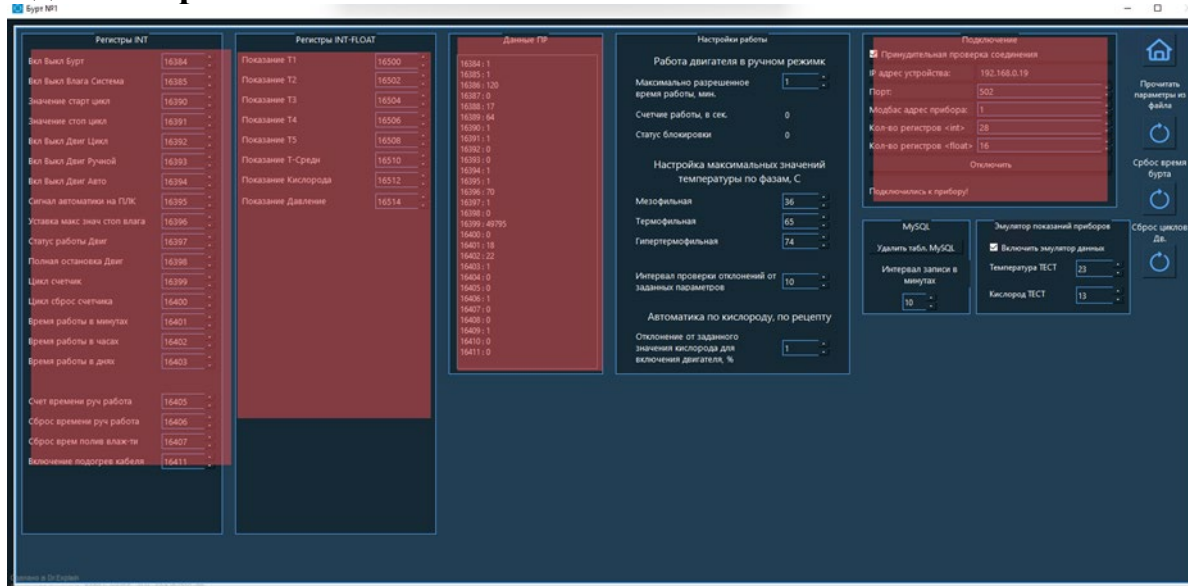 Бурт №1
Регистры INT
Вкл Выкл Бурт 16384
Вкл Выкл Влага Система 16385
Значение старт цикл 16390
Значение стоп цикл 16391
Вкл Выкл Двиг Цикл 16392
Вкл Выкл Двиг Ручной 16393
Вкл Выкл Двиг Авто 16394
Сигнал автоматики на ПЛК 16395
Уставка макс знач стоп влага 16396
Статус работы Двиг 16397
Полная остановка Двиг 16398
Цикл счетчик 16399
Цикл сброс счетчика 16400
Время работы в минутах 16401
Время работы в часах 16402
Время работы в днях 16403
Счет времени руч работа 16405
Сброс времени руч работа 16406
Сброс врем полив влаж-ти 16407
Включение подогрев кабеля 16411
Регистры INT-FLOAT
Показание Т1 16500
Показание Т2 16502
Показание Т3 16504
Показание Т4 16506
Показание Т5 16508
Показание Т-Средн 16510
Показание Кислорода 16512
Показание Давление 16514
Данные ПР
16384 : 1
16385 : 1
16386 : 120
16387 : 0
16388 : 17
16389 : 64
16390 : 1
16391 : 1
16392 : 0
16393 : 0
16394 : 1
16395 : 1
16396 : 70
16397 : 1
16398 : 0
16399 : 49795
16400 : 0
16401 : 18
16402 : 22
16403 : 1
16404 : 0
16405 : 0
16406 : 1
16407 : 0
16408 : 0
16409 : 1
16410 : 0
16411 : 0
Настройки работы
Работа двигателя в ручном режимк
Максимально разрешенное
время работы, мин. 1
Счетчие работы, в сек. 0
Статус блокировки 0
Настройка максимальных значений
температуры по фазам, С
Мезофильная 36
Термофильная 65
Гипертермофильная 74
Интервал проверки отклонений от
заданных параметров 10
Автоматика по кислороду, по рецепту
Отклонение от заданного
значения кислорода для
включения двигателя, % 1
Подключение
Принудительная проверка соединения
IP адрес устройства: 192.168.0.19
Порт: 502
Модбас адрес прибора: 1
Кол-во регистров <int> 28
Кол-во регистров <float> 16
Отключить
Подключились к прибору!
MySQL
Удалить табл. MySQL
Интервал записи в
минутах
10
Эмулятор показаний приборов
Включить эмулятор данных
Температура ТЕСТ 23
Кислород ТЕСТ 13
Прочитать
параметры из
файла
Србос время
бурта
Сброс циклов
Дв.